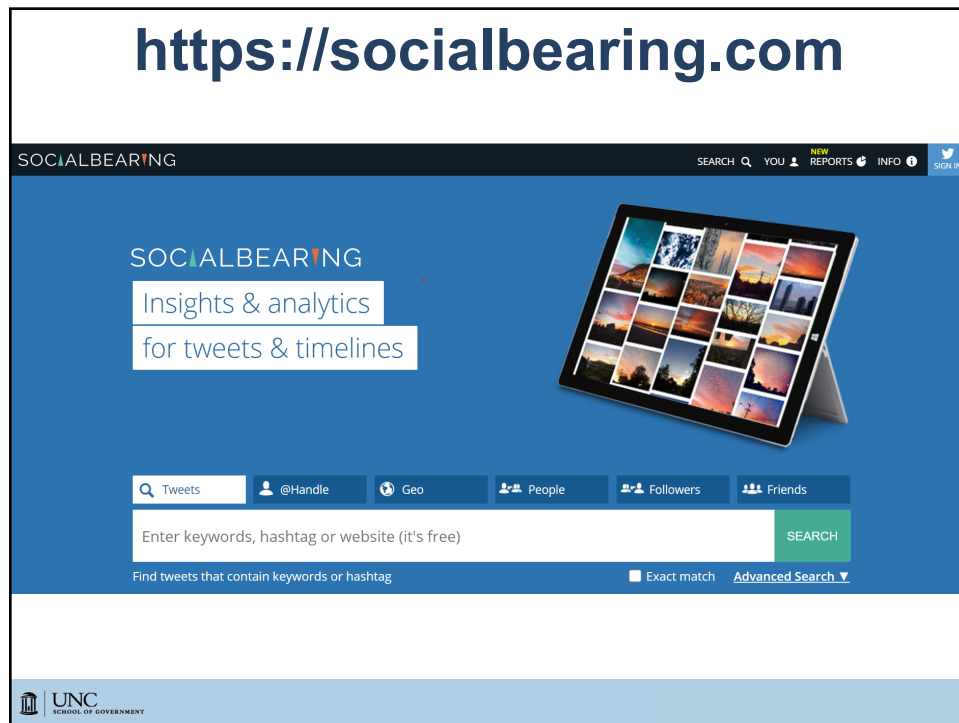 https://socialbearing.com
SOCIALBEARING
SEARCH YOU NEW REPORTS INFO SIGN IN
SOCIALBEARING
Insights & analytics
for tweets & timelines
Tweets @Handle Geo People Followers Friends
Enter keywords, hashtag or website (it's free) SEARCH
Find tweets that contain keywords or hashtag Exact match Advanced Search ▼
UNC
SCHOOL OF GOVERNMENT